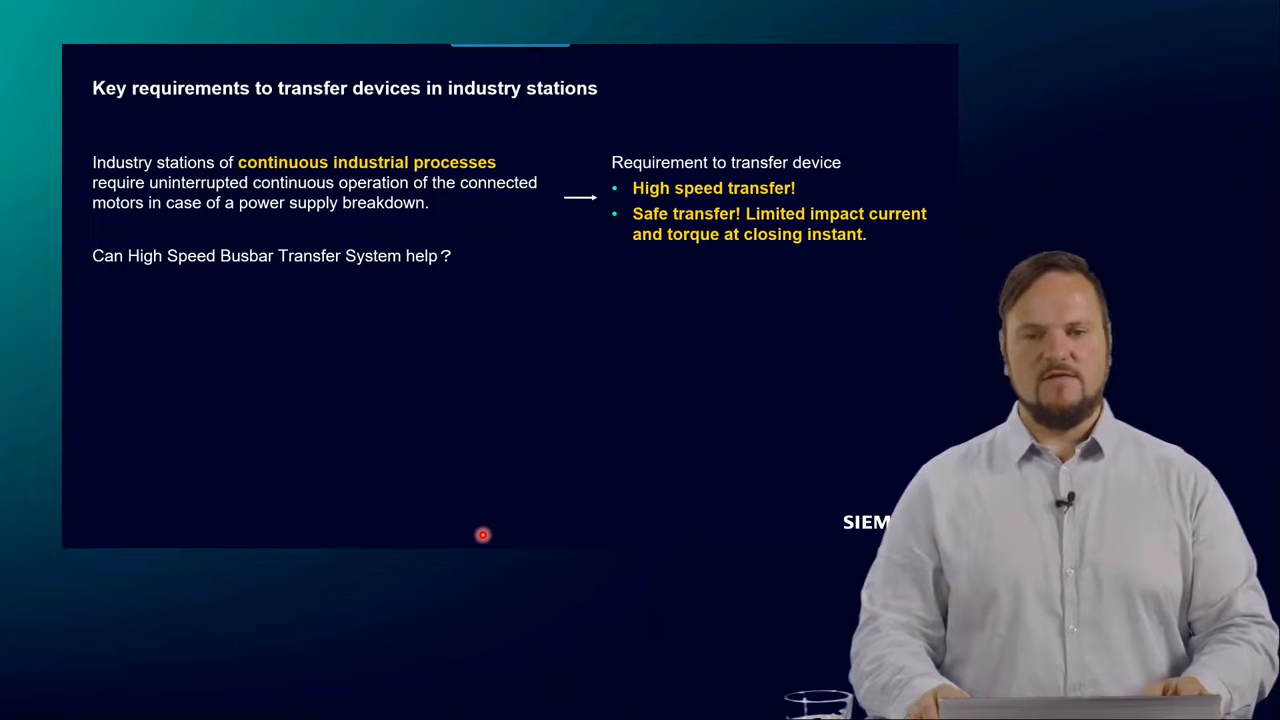 Key requirements to transfer devices in industry stations
Industry stations of continuous industrial processes
require uninterrupted continuous operation of the connected
motors in case of a power supply breakdown.
Can High Speed Busbar Transfer System help?
Requirement to transfer device
• High speed transfer!
• Safe transfer! Limited impact current
and torque at closing instant.
SIEM